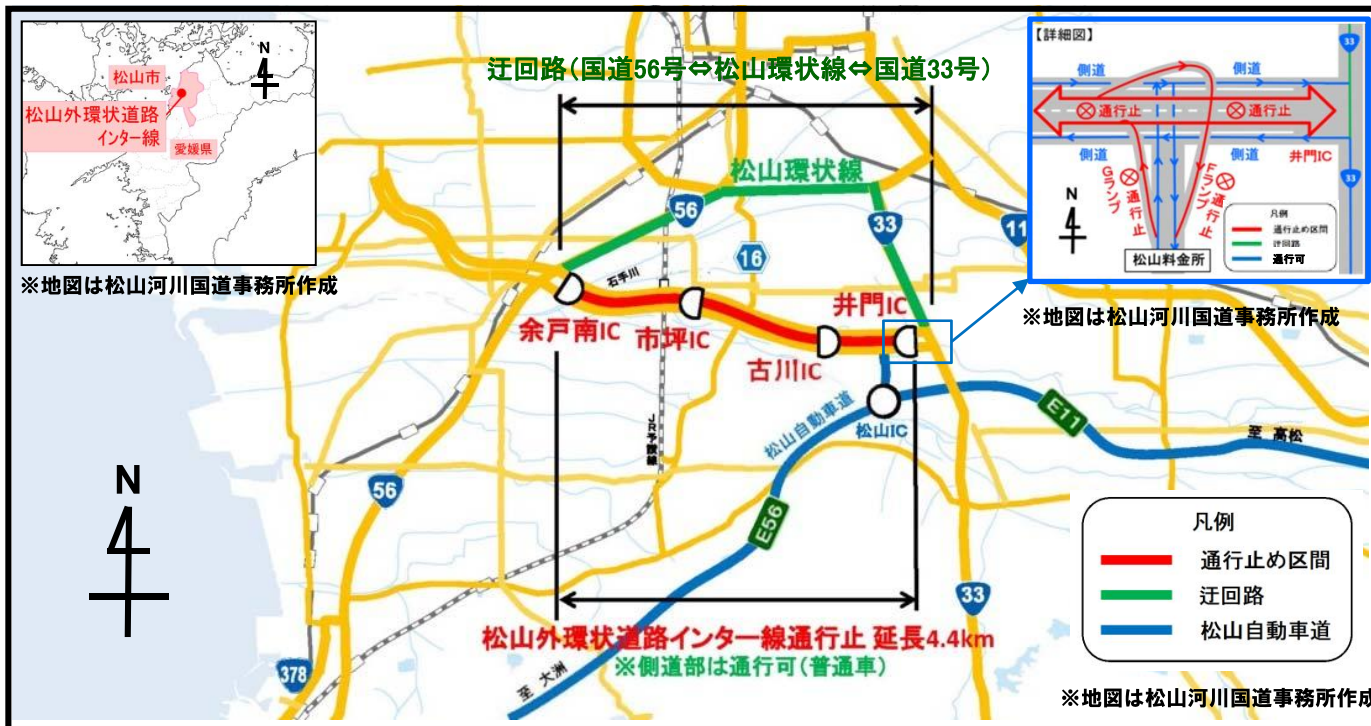 N
松山市
松山外環状道路
インター線
愛媛県
※地図は松山河川国道事務所作成
迂回路(国道56号⇔松山環状線⇔国道33号)
松山環状線
56
33
16
11
石手川
余戸南IC
市坪IC
古川IC
井門IC
JR予讃線
松山自動車道
松山IC
E11
至 高松
E56
56
33
378
至 大洲
N
松山外環状道路インター線通行止 延長4.4km
※側道部は通行可(普通車)
【詳細図】
33
側道
側道
通行止
通行止
側道
側道
井門IC
Gランプ
通行止
Fランプ
通行止
33
N
松山料金所
凡例
通行止め区間
迂回路
通行可
※地図は松山河川国道事務所作成
凡例
通行止め区間
迂回路
松山自動車道
※地図は松山河川国道事務所作成